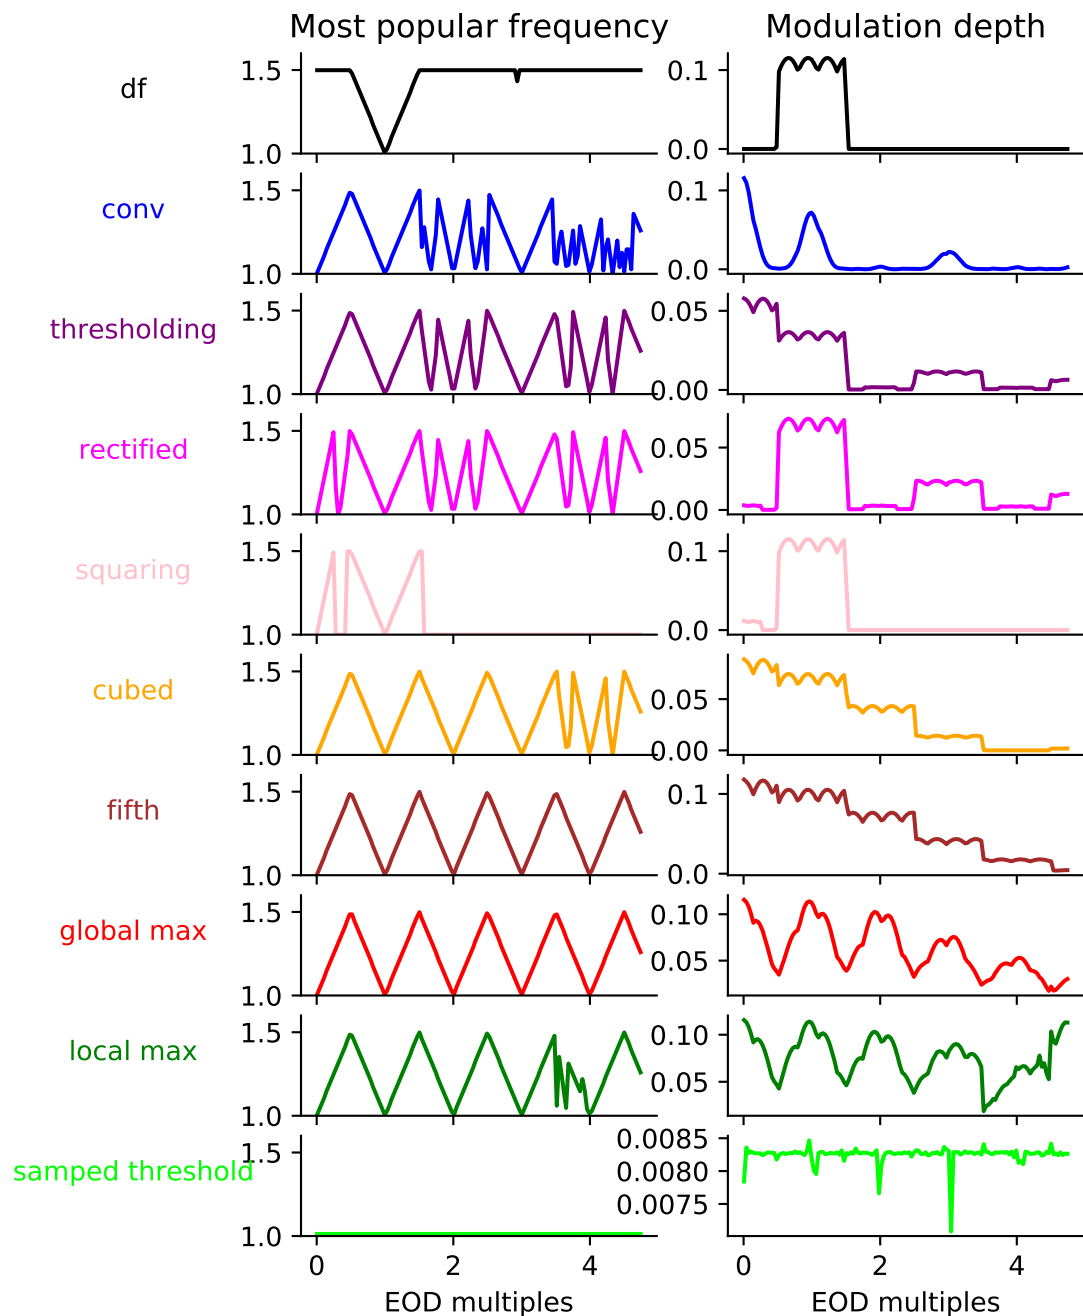 Most popular frequency Modulation depth
df 1.5 1.0 0.1 0.0
conv 1.5 1.0 0.1 0.0
thresholding 1.5 1.0 0.05 0.00
rectified 1.5 1.0 0.05 0.00
squaring 1.5 1.0 0.1 0.0
cubed 1.5 1.0 0.05 0.00
fifth 1.5 1.0 0.1 0.0
global max 1.5 1.0 0.10 0.05
local max 1.5 1.0 0.10 0.05
samped threshold 1.5 1.0 0.0085 0.0080 0.0075
0 2 4 0 2 4
EOD multiples EOD multiples